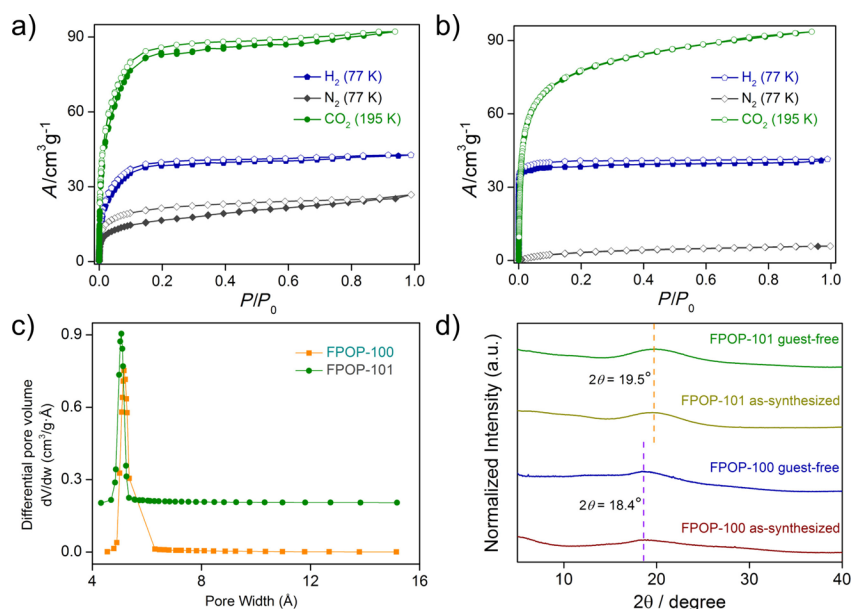 a)
A/cm³g⁻¹
90
60
30
0
H₂ (77 K)
N₂ (77 K)
CO₂ (195 K)
0.0 0.2 0.4 0.6 0.8 1.0
P/P₀
b)
A/cm³g⁻¹
90
60
30
0
H₂ (77 K)
N₂ (77 K)
CO₂ (195 K)
0.0 0.2 0.4 0.6 0.8 1.0
P/P₀
c)
Differential pore volume
dV/dw (cm³/g·Å)
0.9
0.6
0.3
0.0
FPOP-100
FPOP-101
4 6 8 10 12 14 16
Pore Width (Å)
d)
Normalized Intensity (a.u.)
FPOP-101 guest-free
2θ = 19.5°
FPOP-101 as-synthesized
FPOP-100 guest-free
2θ = 18.4°
FPOP-100 as-synthesized
10 20 30 40
2θ / degree